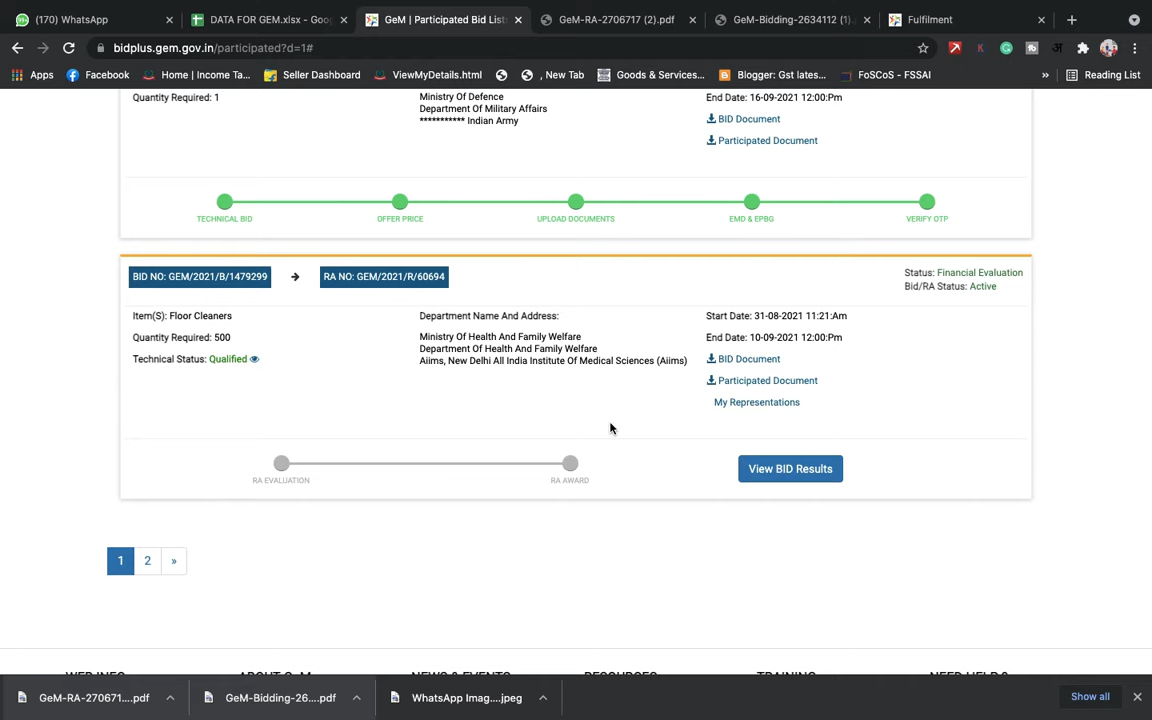 (170) WhatsApp
DATA FOR GEM.xlsx - Goo
GeM | Participated Bid List
GeM-RA-2706717 (2).pdf
GeM-Bidding-2634112 (1).
Fulfilment
bidplus.gem.gov.in/participated?d=1#
Apps
Facebook
Home | Income Ta...
Seller Dashboard
ViewMyDetails.html
, New Tab
Goods & Services...
Blogger: Gst lates...
FoSCoS - FSSAI
»
Reading List
Quantity Required: 1
Ministry Of Defence
Department Of Military Affairs
*********** Indian Army
End Date: 16-09-2021 12:00:Pm
BID Document
Participated Document
TECHNICAL BID
OFFER PRICE
UPLOAD DOCUMENTS
EMD & EPBG
VERIFY OTP
BID NO: GEM/2021/B/1479299
RA NO: GEM/2021/R/60694
Status: Financial Evaluation
Bid/RA Status: Active
Item(S): Floor Cleaners
Quantity Required: 500
Technical Status: Qualified
Department Name And Address:
Ministry Of Health And Family Welfare
Department Of Health And Family Welfare
Aiims, New Delhi All India Institute Of Medical Sciences (Aiims)
Start Date: 31-08-2021 11:21:Am
End Date: 10-09-2021 12:00:Pm
BID Document
Participated Document
My Representations
RA EVALUATION
RA AWARD
View BID Results
1 2 »
GeM-RA-270671....pdf
GeM-Bidding-26....pdf
WhatsApp Imag....jpeg
Show all